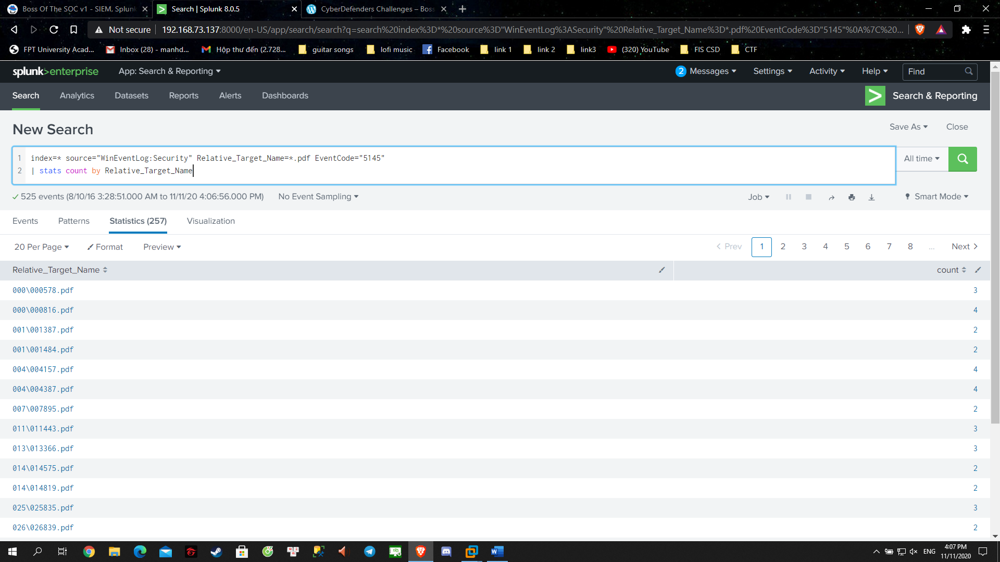 Boss Of The SOC v1 - SIEM, Splunk
Search | Splunk 8.0.5
CyberDefenders Challenges – Boss
Not secure
192.168.73.137:8000/en-US/app/search/search?q=search%20index%3D*%20source%3D"WinEventLog%3ASecurity"%20Relative_Target_Name%3D*.pdf%20EventCode%3D"5145"%0A%7C%20...
FPT University Acad...
Inbox (28) - manhd...
Hộp thư đến (2.728...
guitar songs
lofi music
Facebook
link 1
link 2
link3
(320) YouTube
FIS CSD
CTF
splunk>enterprise
App: Search & Reporting
2 Messages
Settings
Activity
Help
Find
Search
Analytics
Datasets
Reports
Alerts
Dashboards
Search & Reporting
New Search
Save As
Close
1 index=* source="WinEventLog:Security" Relative_Target_Name=*.pdf EventCode="5145"
2 | stats count by Relative_Target_Name
All time
525 events (8/10/16 3:28:51.000 AM to 11/11/20 4:06:56.000 PM)
No Event Sampling
Job
Smart Mode
Events
Patterns
Statistics (257)
Visualization
20 Per Page
Format
Preview
< Prev 1 2 3 4 5 6 7 8 ... Next >
Relative_Target_Name count
000\000578.pdf 3
000\000816.pdf 4
001\001387.pdf 2
001\001484.pdf 2
004\004157.pdf 4
004\004387.pdf 4
007\007895.pdf 2
011\011443.pdf 3
013\013366.pdf 3
014\014575.pdf 2
014\014819.pdf 2
025\025835.pdf 3
026\026839.pdf 2
ENG
4:07 PM
11/11/2020